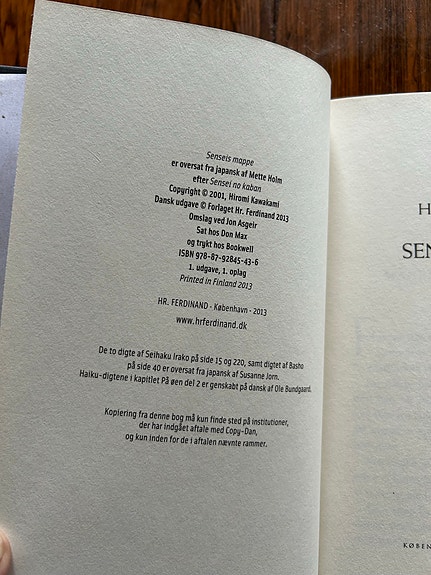 Senseis mappe
er oversat fra japansk af Mette Holm
efter Sensei no kaban
Copyright © 2001, Hiromi Kawakami
Dansk udgave © Forlaget Hr. Ferdinand 2013
Omslag ved Jon Asgeir
Sat hos Don Max
og trykt hos Bookwell
ISBN 978-87-92845-43-6
1. udgave, 1. oplag
Printed in Finland 2013
HR. FERDINAND · København · 2013
www.hrferdinand.dk
De to digte af Seihaku Irako på side 15 og 220, samt digtet af Basho
på side 40 er oversat fra japansk af Susanne Jorn.
Haiku-digtene i kapitlet På øen del 2 er genskabt på dansk af Ole Bundgaard.
Kopiering fra denne bog må kun finde sted på institutioner,
der har indgået aftale med Copy-Dan,
og kun inden for de i aftalen nævnte rammer.
H
SEN
KØBEN